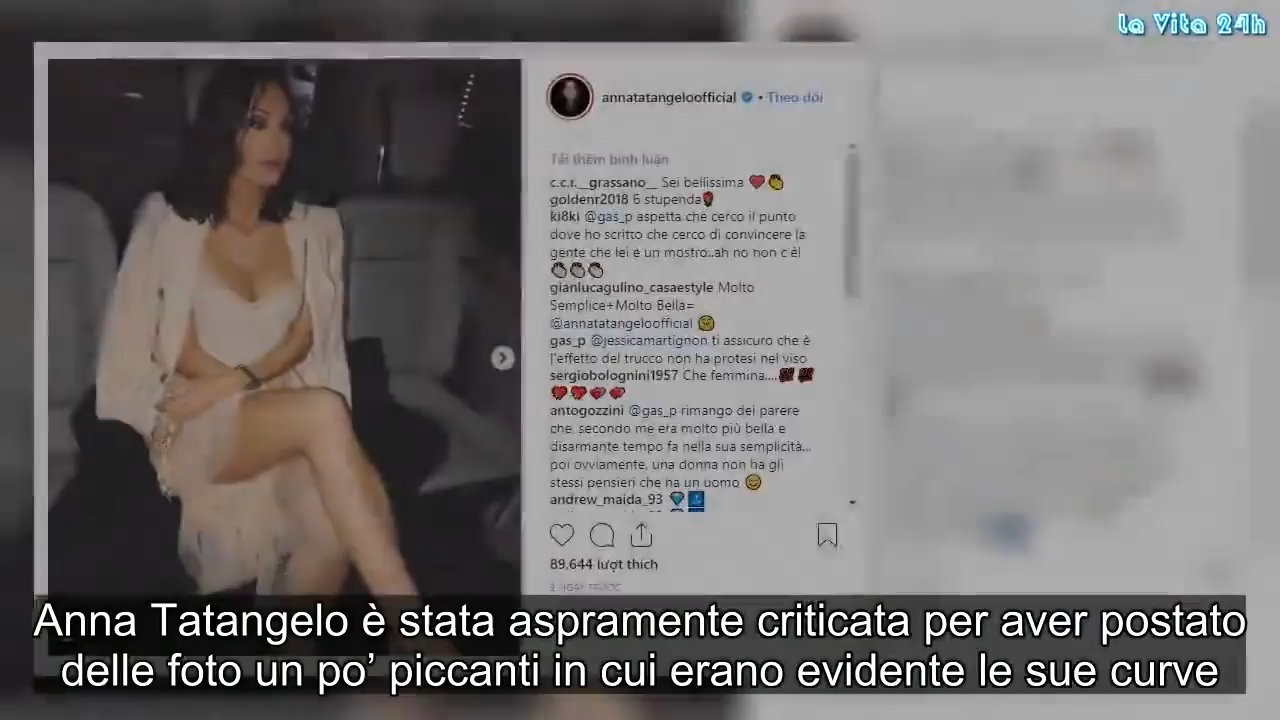 La Vita 24h
annatatangeloofficial • Theo dõi
Tải thêm bình luận
c.c.r._grassano__ Sei bellissima ❤️👏
goldenr2018 6 stupenda🌹
ki8ki @gas_p aspetta che cerco il punto
dove ho scritto che cerco di convincere la
gente che lei è un mostro..ah no non c'è!
👏👏👏
gianlucagulino_casaestyle Molto
Semplice+Molto Bella=
@annatatangeloofficial
gas_p @jessicamartignon ti assicuro che è
l'effetto del trucco non ha protesi nel viso
sergiobolognini1957 Che femmina....
antogozzini @gas_p rimango dei parere
che, secondo me era molto più bella e
disarmante tempo fa nella sua semplicità...
poi ovviamente, una donna non ha gli
stessi pensieri che ha un uomo
andrew_maida_93
89,644 lượt thích
2 NGÀY TRƯỚC
Anna Tatangelo è stata aspramente criticata per aver postato
delle foto un po’ piccanti in cui erano evidente le sue curve